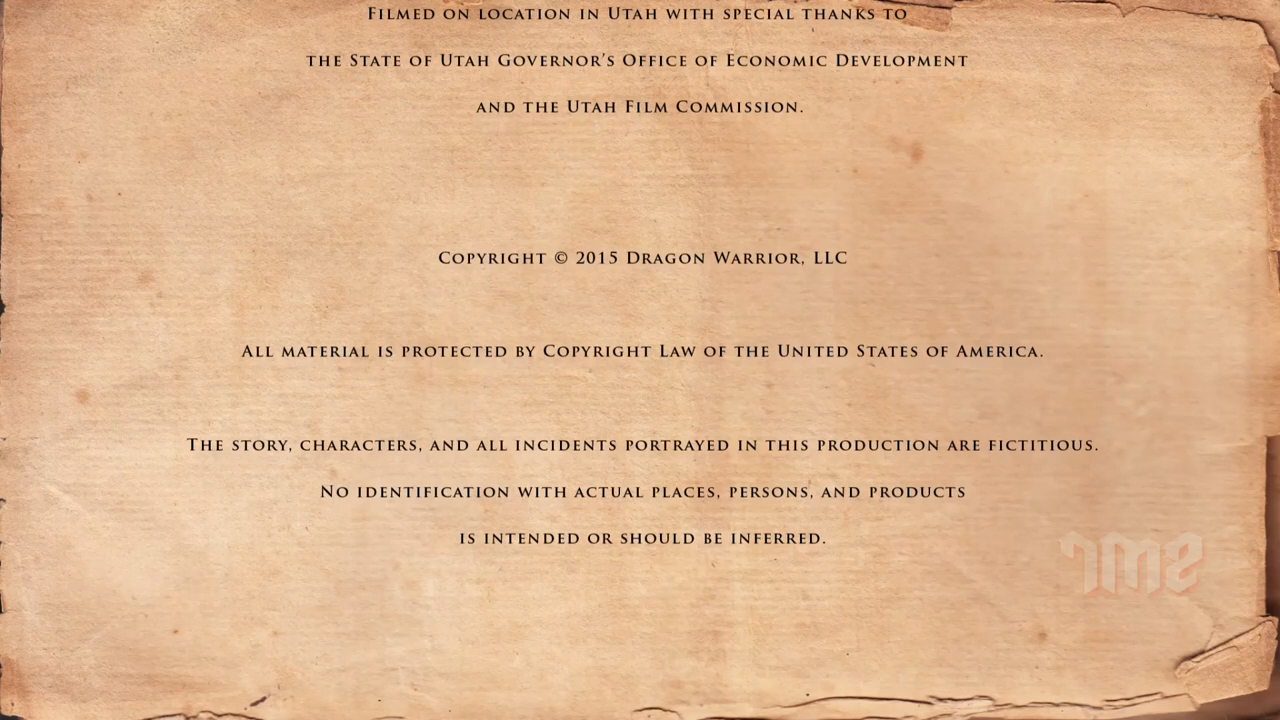 Filmed on location in Utah with special thanks to
the State of Utah Governor's Office of Economic Development
and the Utah Film Commission.
Copyright © 2015 Dragon Warrior, LLC
All material is protected by Copyright Law of the United States of America.
The story, characters, and all incidents portrayed in this production are fictitious.
No identification with actual places, persons, and products
is intended or should be inferred.